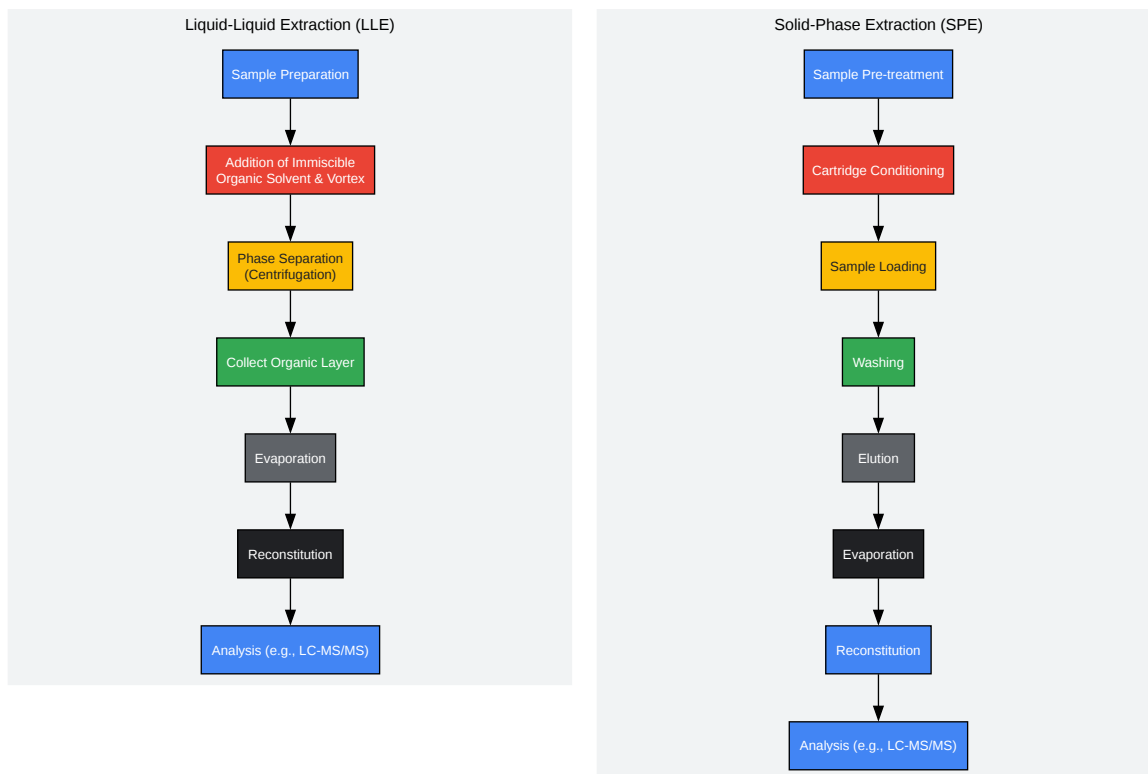 Liquid-Liquid Extraction (LLE)
Sample Preparation
Addition of Immiscible
Organic Solvent & Vortex
Phase Separation
(Centrifugation)
Collect Organic Layer
Evaporation
Reconstitution
Analysis (e.g., LC-MS/MS)
Solid-Phase Extraction (SPE)
Sample Pre-treatment
Cartridge Conditioning
Sample Loading
Washing
Elution
Evaporation
Reconstitution
Analysis (e.g., LC-MS/MS)